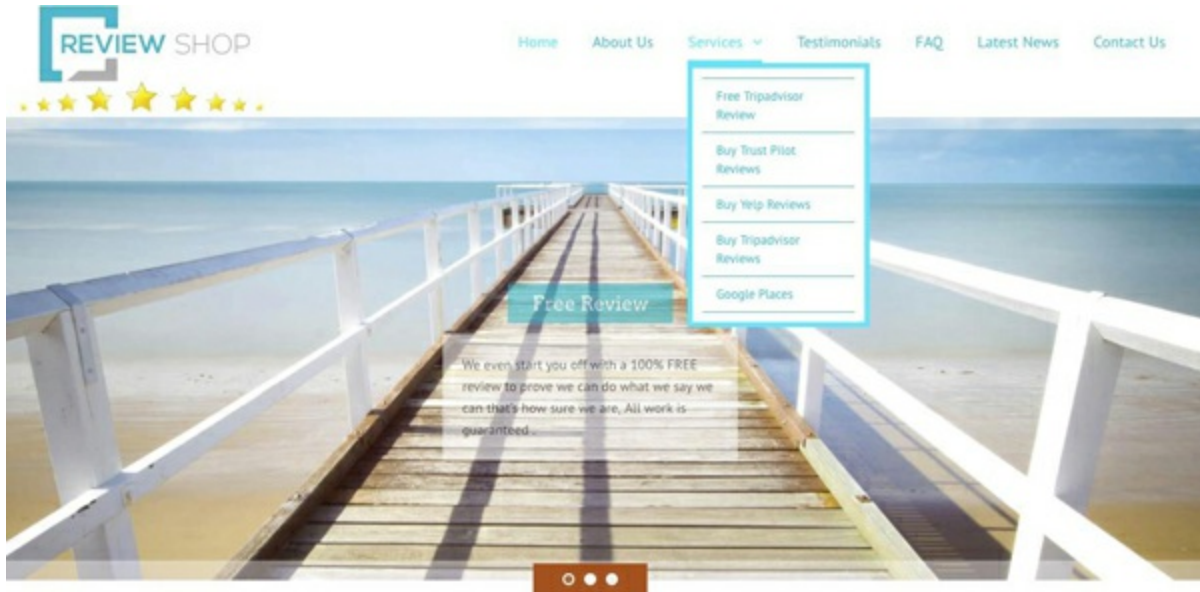 REVIEW SHOP
Home About Us Services Testimonials FAQ Latest News Contact Us
Free Tripadvisor
Review
Buy Trust Pilot
Reviews
Buy Yelp Reviews
Buy Tripadvisor
Reviews
Google Places
Free Review
We even start you off with a 100% FREE
review to prove we can do what we say we
can that's how sure we are, All work is
guaranteed .